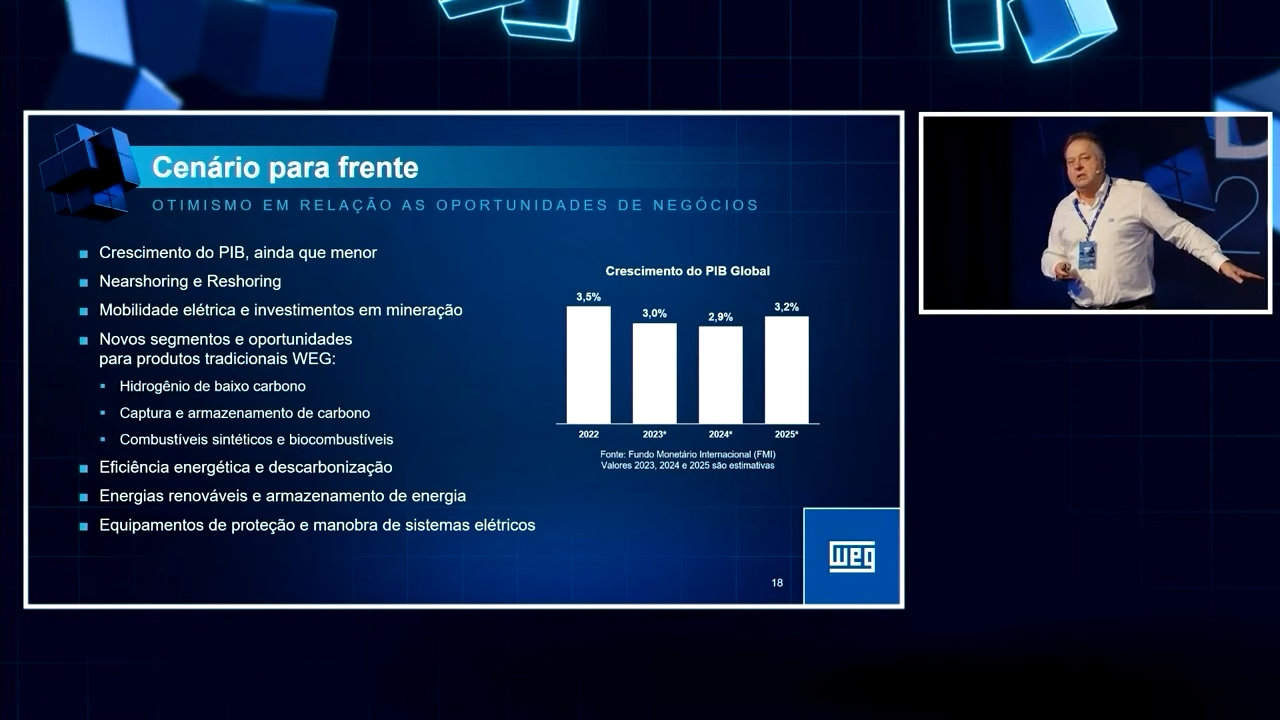 Cenário para frente
OTIMISMO EM RELAÇÃO AS OPORTUNIDADES DE NEGÓCIOS
Crescimento do PIB, ainda que menor
Nearshoring e Reshoring
Mobilidade elétrica e investimentos em mineração
Novos segmentos e oportunidades
para produtos tradicionais WEG:
Hidrogênio de baixo carbono
Captura e armazenamento de carbono
Combustíveis sintéticos e biocombustíveis
Eficiência energética e descarbonização
Energias renováveis e armazenamento de energia
Equipamentos de proteção e manobra de sistemas elétricos
Crescimento do PIB Global
3,5% 3,0% 2,9% 3,2%
2022 2023* 2024* 2025*
Fonte: Fundo Monetário Internacional (FMI)
Valores 2023, 2024 e 2025 são estimativas
18
weg
D
2